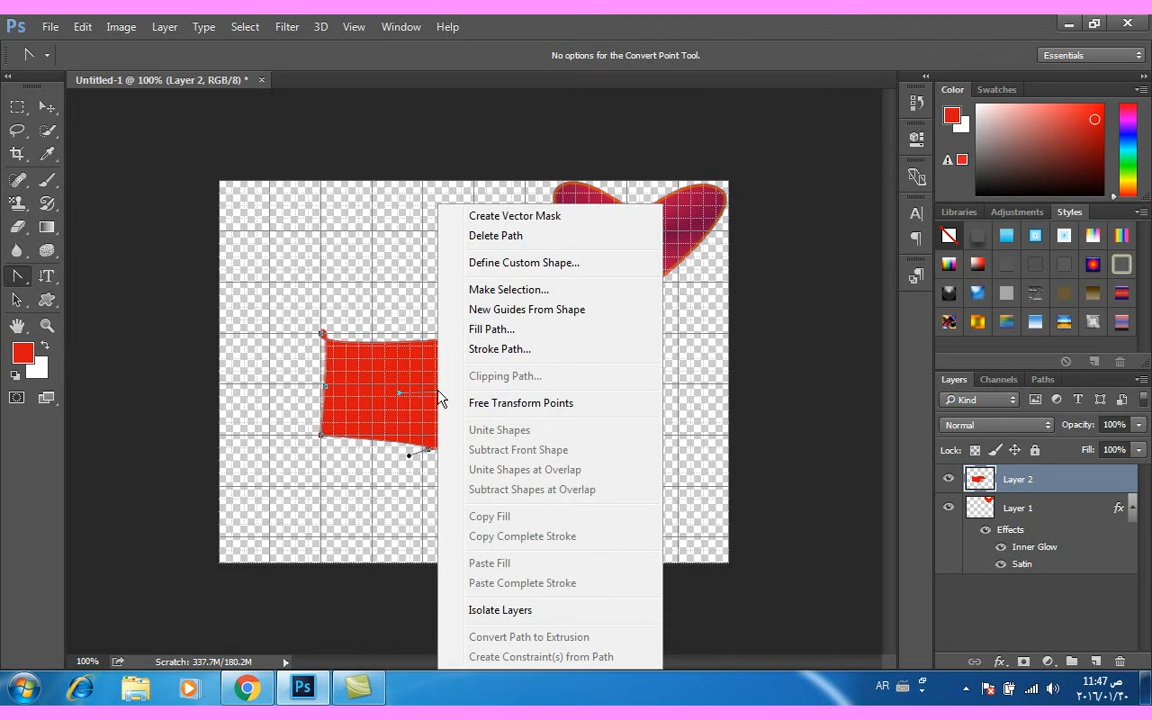 Ps File Edit Image Layer Type Select Filter 3D View Window Help
No options for the Convert Point Tool.
Essentials
Untitled-1 @ 100% (Layer 2, RGB/8) * ×
Color Swatches
Libraries Adjustments Styles
Create Vector Mask
Delete Path
Define Custom Shape...
Make Selection...
New Guides From Shape
Fill Path...
Stroke Path...
Clipping Path...
Free Transform Points
Unite Shapes
Subtract Front Shape
Unite Shapes at Overlap
Subtract Shapes at Overlap
Copy Fill
Copy Complete Stroke
Paste Fill
Paste Complete Stroke
Isolate Layers
Convert Path to Extrusion
Create Constraint(s) from Path
Layers Channels Paths
Kind
Normal Opacity: 100%
Lock: Fill: 100%
Layer 2
Layer 1 fx
Effects
Inner Glow
Satin
100% Scratch: 337.7M/180.2M
Ps
AR
11:47 ص
٢٠١٦/٠١/٣٠